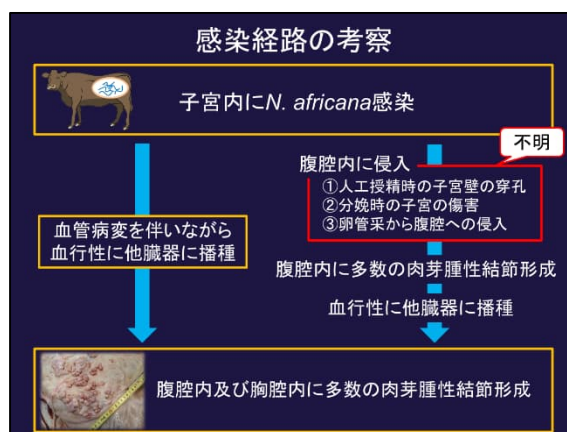 感染経路の考察
子宮内にN. africana感染
不明
腹腔内に侵入
①人工授精時の子宮壁の穿孔
②分娩時の子宮の傷害
③卵管采から腹腔への侵入
血管病変を伴いながら
血行性に他臓器に播種
腹腔内に多数の肉芽腫性結節形成
血行性に他臓器に播種
腹腔内及び胸腔内に多数の肉芽腫性結節形成